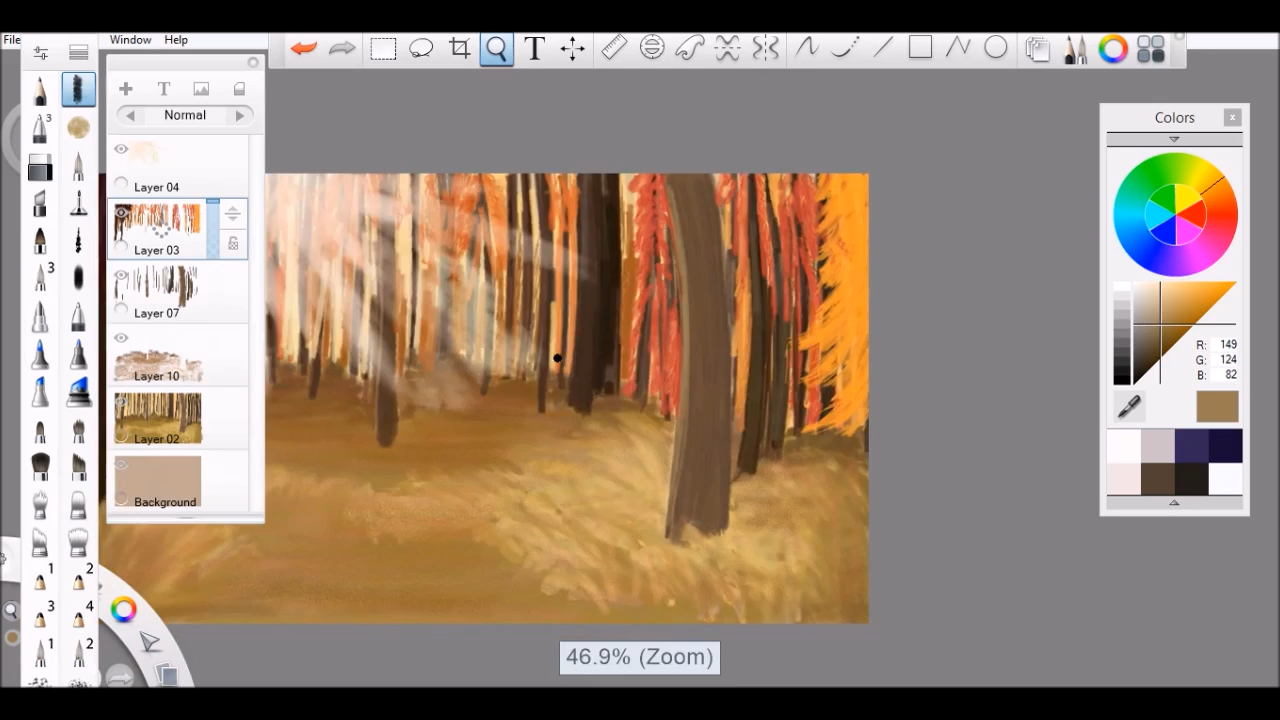 File
Window Help
T
T
Normal
3
Layer 04
Layer 03
Layer 07
3
Layer 10
Layer 02
Background
Colors
x
R: 149
G: 124
B: 82
1 2
3 4
1 2
46.9% (Zoom)